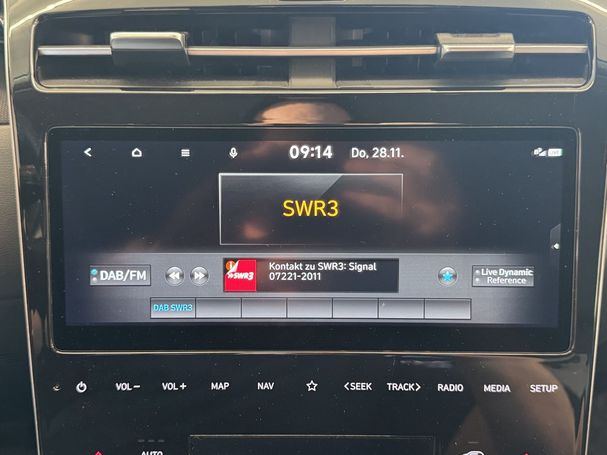 09:14 Do, 28.11.
SWR3
DAB/FM
SWR3
Kontakt zu SWR3: Signal
07221-2011
Live Dynamic
Reference
DAB SWR3
VOL− VOL+ MAP NAV <SEEK TRACK> RADIO MEDIA SETUP
AUTO